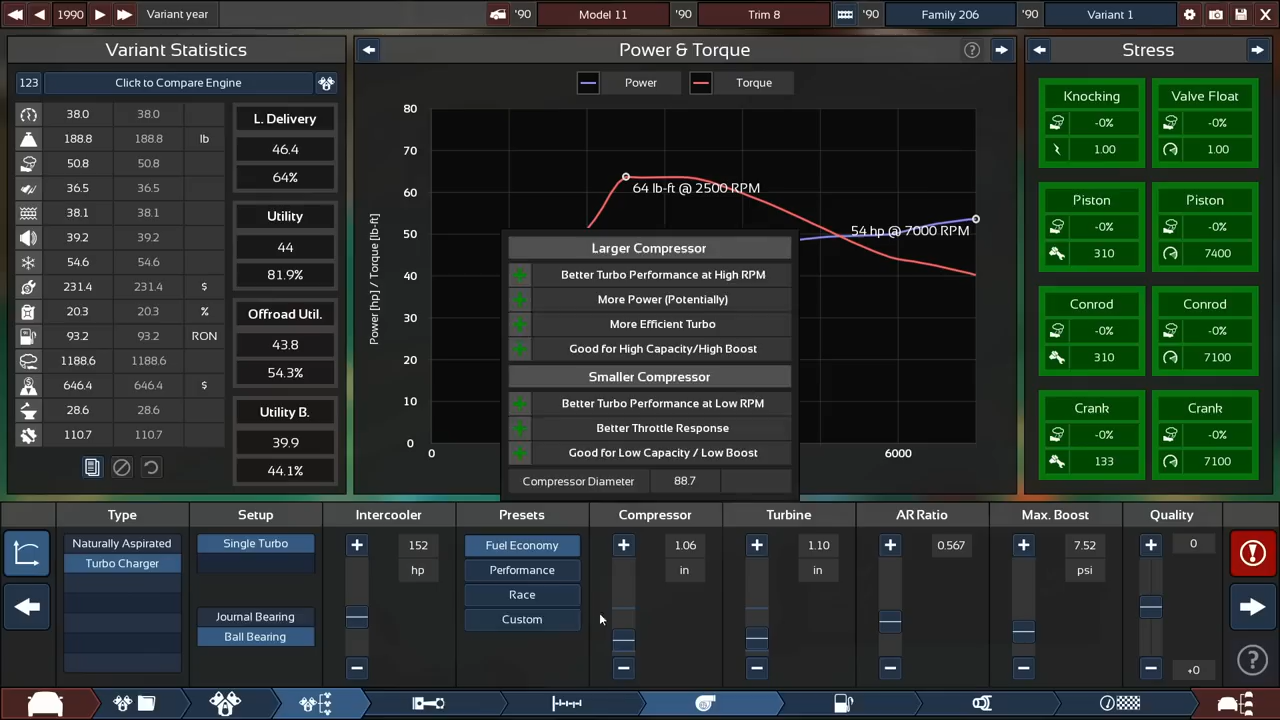 1990
Variant year
'90
Model 11
'90
Trim 8
'90
Family 206
'90
Variant 1
Variant Statistics
123
Click to Compare Engine
38.0 38.0
188.8 188.8 lb
50.8 50.8
36.5 36.5
38.1 38.1
39.2 39.2
54.6 54.6
231.4 231.4 $
20.3 20.3 %
93.2 93.2 RON
1188.6 1188.6
646.4 646.4 $
28.6 28.6
110.7 110.7
L. Delivery
46.4
64%
Utility
44
81.9%
Offroad Util.
43.8
54.3%
Utility B.
39.9
44.1%
Power & Torque
?
Power
Torque
Power [hp] / Torque [lb-ft]
80
70
60
50
40
30
20
10
0
0
6000
64 lb-ft @ 2500 RPM
54 hp @ 7000 RPM
Larger Compressor
+ Better Turbo Performance at High RPM
+ More Power (Potentially)
+ More Efficient Turbo
+ Good for High Capacity/High Boost
Smaller Compressor
+ Better Turbo Performance at Low RPM
+ Better Throttle Response
+ Good for Low Capacity / Low Boost
Compressor Diameter 88.7
Stress
Knocking
-0%
1.00
Valve Float
-0%
1.00
Piston
-0%
310
Piston
-0%
7400
Conrod
-0%
310
Conrod
-0%
7100
Crank
-0%
133
Crank
-0%
7100
Type
Naturally Aspirated
Turbo Charger
Setup
Single Turbo
Journal Bearing
Ball Bearing
Intercooler
152
hp
Presets
Fuel Economy
Performance
Race
Custom
Compressor
1.06
in
Turbine
1.10
in
AR Ratio
0.567
Max. Boost
7.52
psi
Quality
0
+0
!
?